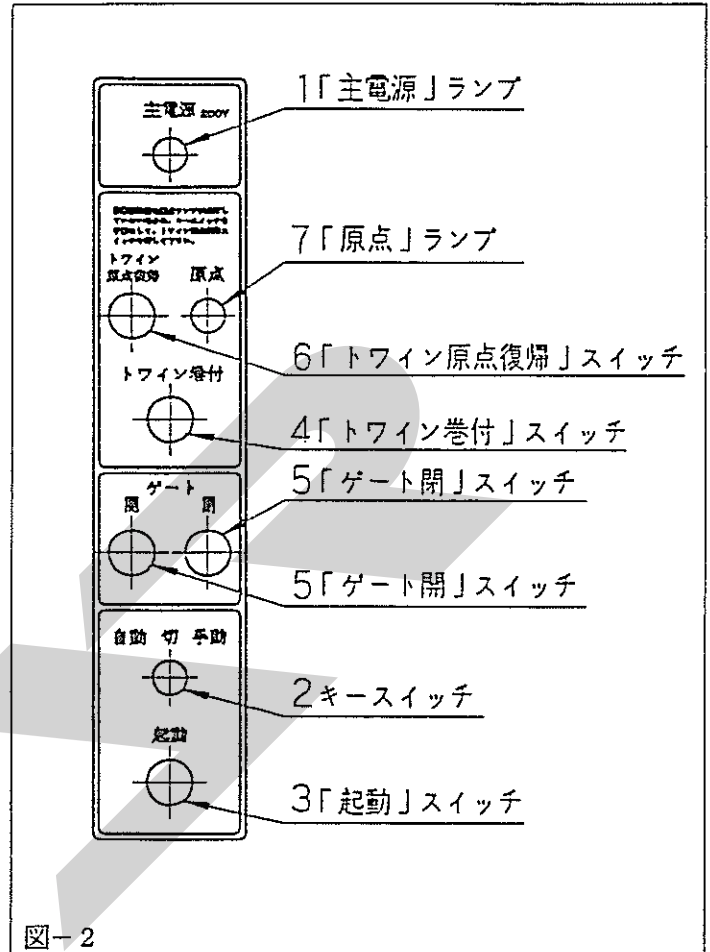 主電源 200V
1「主電源」ランプ
7「原点」ランプ
トワイン
原点復帰 原点
6「トワイン原点復帰」スイッチ
トワイン巻付
4「トワイン巻付」スイッチ
ゲート
開 閉
5「ゲート閉」スイッチ
5「ゲート開」スイッチ
自動 切 手動
2キースイッチ
起動
3「起動」スイッチ
図-2